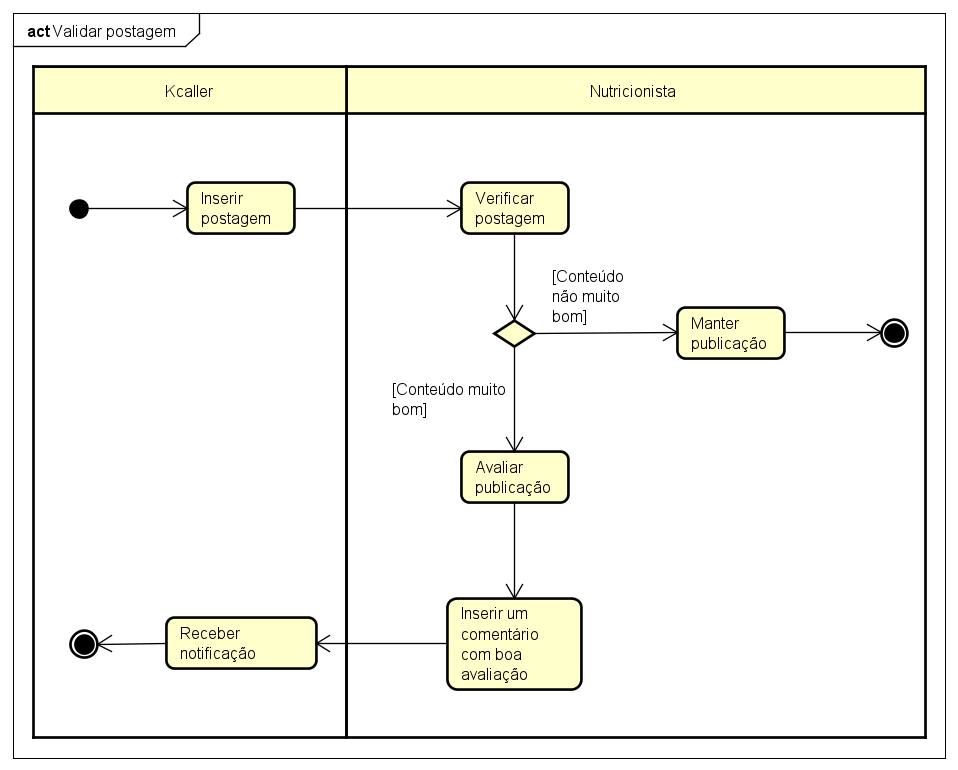 act Validar postagem
Kcaller
Nutricionista
Inserir
postagem
Verificar
postagem
[Conteúdo
não muito
bom]
Manter
publicação
[Conteúdo muito
bom]
Avaliar
publicação
Inserir um
comentário
com boa
avaliação
Receber
notificação